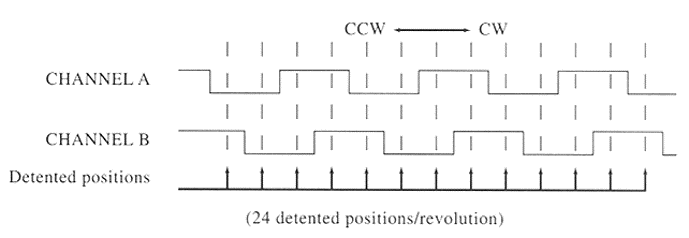 CCW CW
CHANNEL A
CHANNEL B
Detented positions
(24 detented positions/revolution)